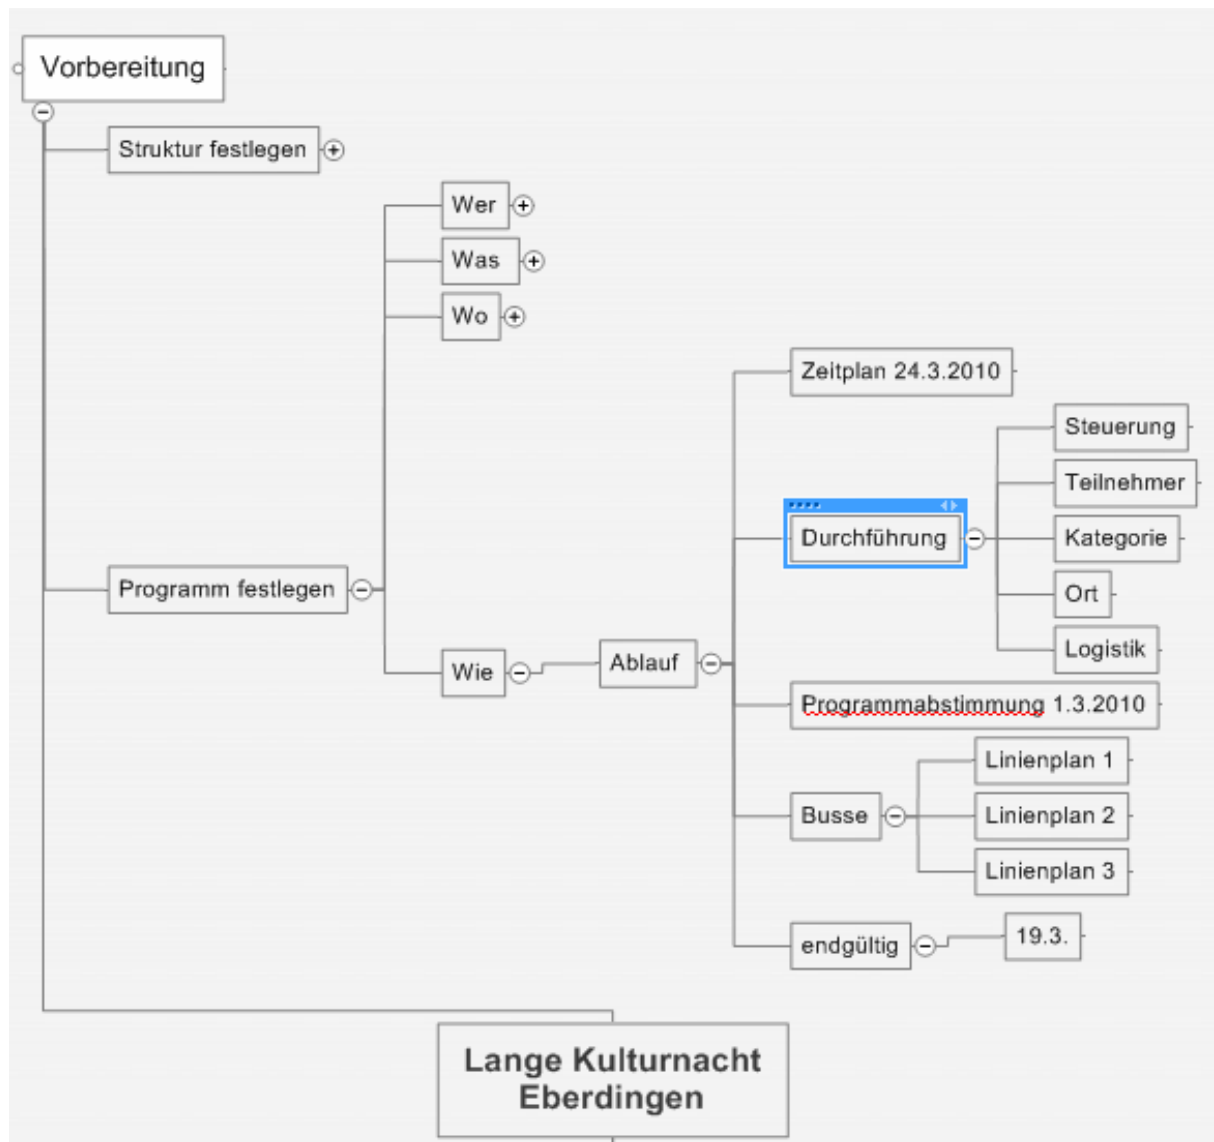 Vorbereitung
Struktur festlegen
Wer
Was
Wo
Zeitplan 24.3.2010
Steuerung
Teilnehmer
Durchführung
Kategorie
Ort
Programm festlegen
Logistik
Wie
Ablauf
Programmabstimmung 1.3.2010
Linienplan 1
Busse
Linienplan 2
Linienplan 3
endgültig
19.3.
Lange Kulturnacht
Eberdingen